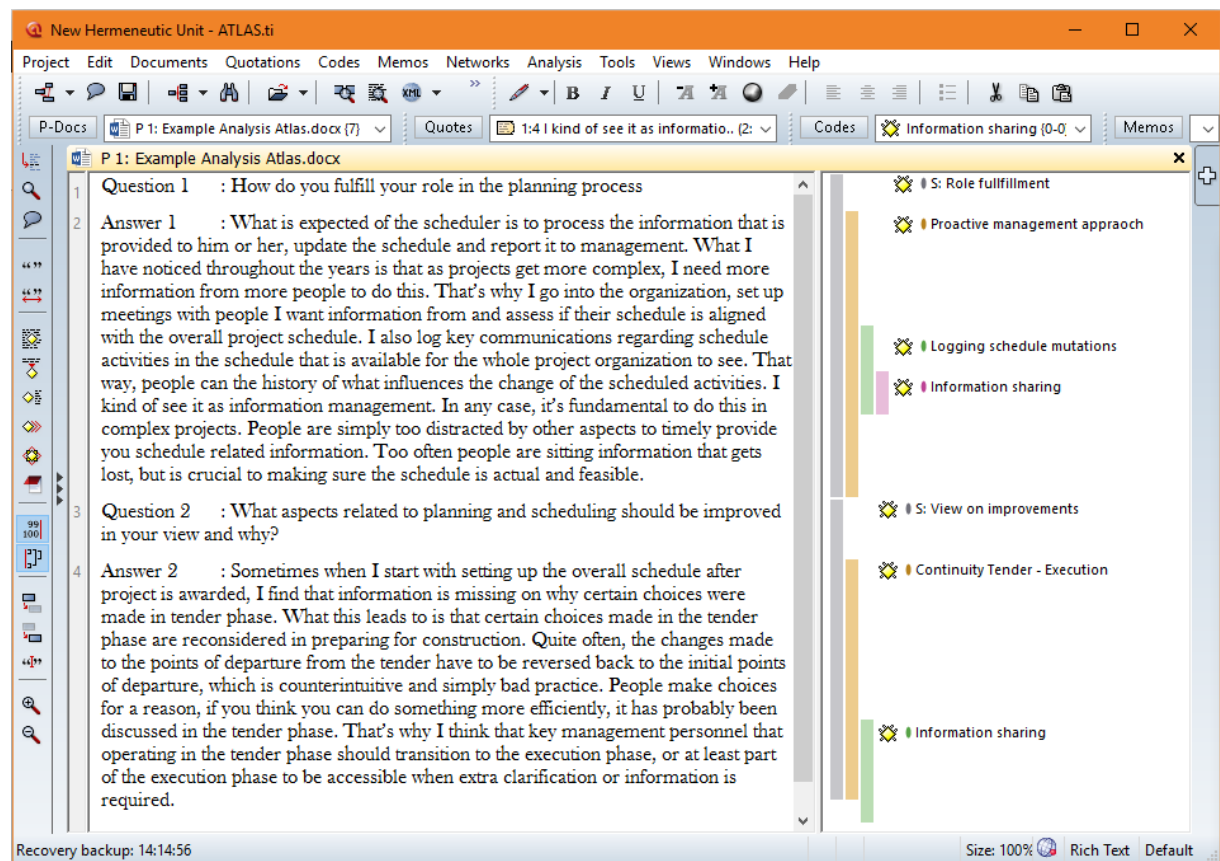 New Hermeneutic Unit - ATLAS.ti
Project Edit Documents Quotations Codes Memos Networks Analysis Tools Views Windows Help
XML » B I U A A
P-Docs P 1: Example Analysis Atlas.docx {7} Quotes 1:4 I kind of see it as informatio.. (2: Codes Information sharing {0-0} Memos
P 1: Example Analysis Atlas.docx
1 Question 1 : How do you fulfill your role in the planning process
S: Role fullfillment
2 Answer 1 : What is expected of the scheduler is to process the information that is
Proactive management appraoch
provided to him or her, update the schedule and report it to management. What I
have noticed throughout the years is that as projects get more complex, I need more
information from more people to do this. That's why I go into the organization, set up
meetings with people I want information from and assess if their schedule is aligned
with the overall project schedule. I also log key communications regarding schedule
Logging schedule mutations
activities in the schedule that is available for the whole project organization to see. That
way, people can the history of what influences the change of the scheduled activities. I
Information sharing
kind of see it as information management. In any case, it's fundamental to do this in
complex projects. People are simply too distracted by other aspects to timely provide
you schedule related information. Too often people are sitting information that gets
lost, but is crucial to making sure the schedule is actual and feasible.
3 Question 2 : What aspects related to planning and scheduling should be improved
S: View on improvements
in your view and why?
4 Answer 2 : Sometimes when I start with setting up the overall schedule after
Continuity Tender - Execution
project is awarded, I find that information is missing on why certain choices were
made in tender phase. What this leads to is that certain choices made in the tender
phase are reconsidered in preparing for construction. Quite often, the changes made
to the points of departure from the tender have to be reversed back to the initial points
of departure, which is counterintuitive and simply bad practice. People make choices
for a reason, if you think you can do something more efficiently, it has probably been
discussed in the tender phase. That's why I think that key management personnel that
Information sharing
operating in the tender phase should transition to the execution phase, or at least part
of the execution phase to be accessible when extra clarification or information is
required.
99
100
Recovery backup: 14:14:56
Size: 100% Rich Text Default